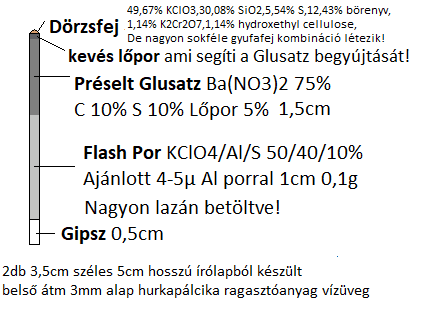 49,67% KClO3,30,08% SiO2,5,54% S,12,43% bőrenyv,
1,14% K2Cr2O7,1,14% hydroxethyl cellulose,
De nagyon sokféle gyufafej kombináció létezik!
Dörzsfej
kevés lőpor ami segíti a Glusatz begyújtását!
Préselt Glusatz Ba(NO3)2 75%
C 10% S 10% Lőpor 5% 1,5cm
Flash Por KClO4/Al/S 50/40/10%
Ajánlott 4-5µ Al porral 1cm 0,1g
Nagyon lazán betöltve!
Gipsz 0,5cm
2db 3,5cm széles 5cm hosszú írólapból készült
belső átm 3mm alap hurkapálcika ragasztóanyag vízüveg